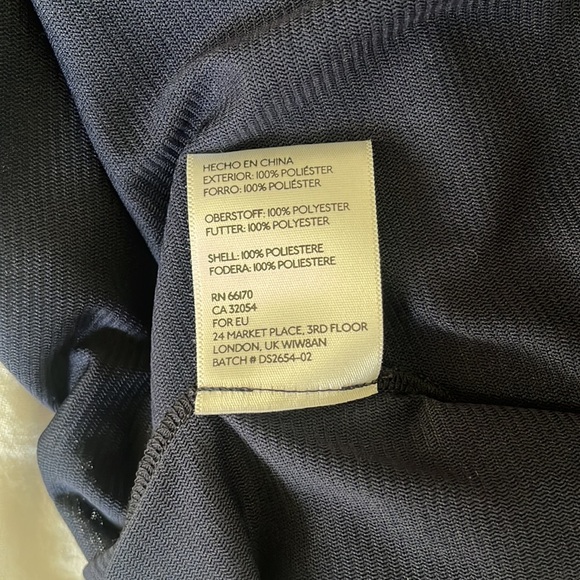 HECHO EN CHINA
EXTERIOR: 100% POLIÉSTER
FORRO: 100% POLIÉSTER
OBERSTOFF: 100% POLYESTER
FUTTER: 100% POLYESTER
SHELL: 100% POLIESTERE
FODERA: 100% POLIESTERE
RN 66170
CA 32054
FOR EU
24 MARKET PLACE, 3RD FLOOR
LONDON, UK W1W8AN
BATCH # DS2654-02